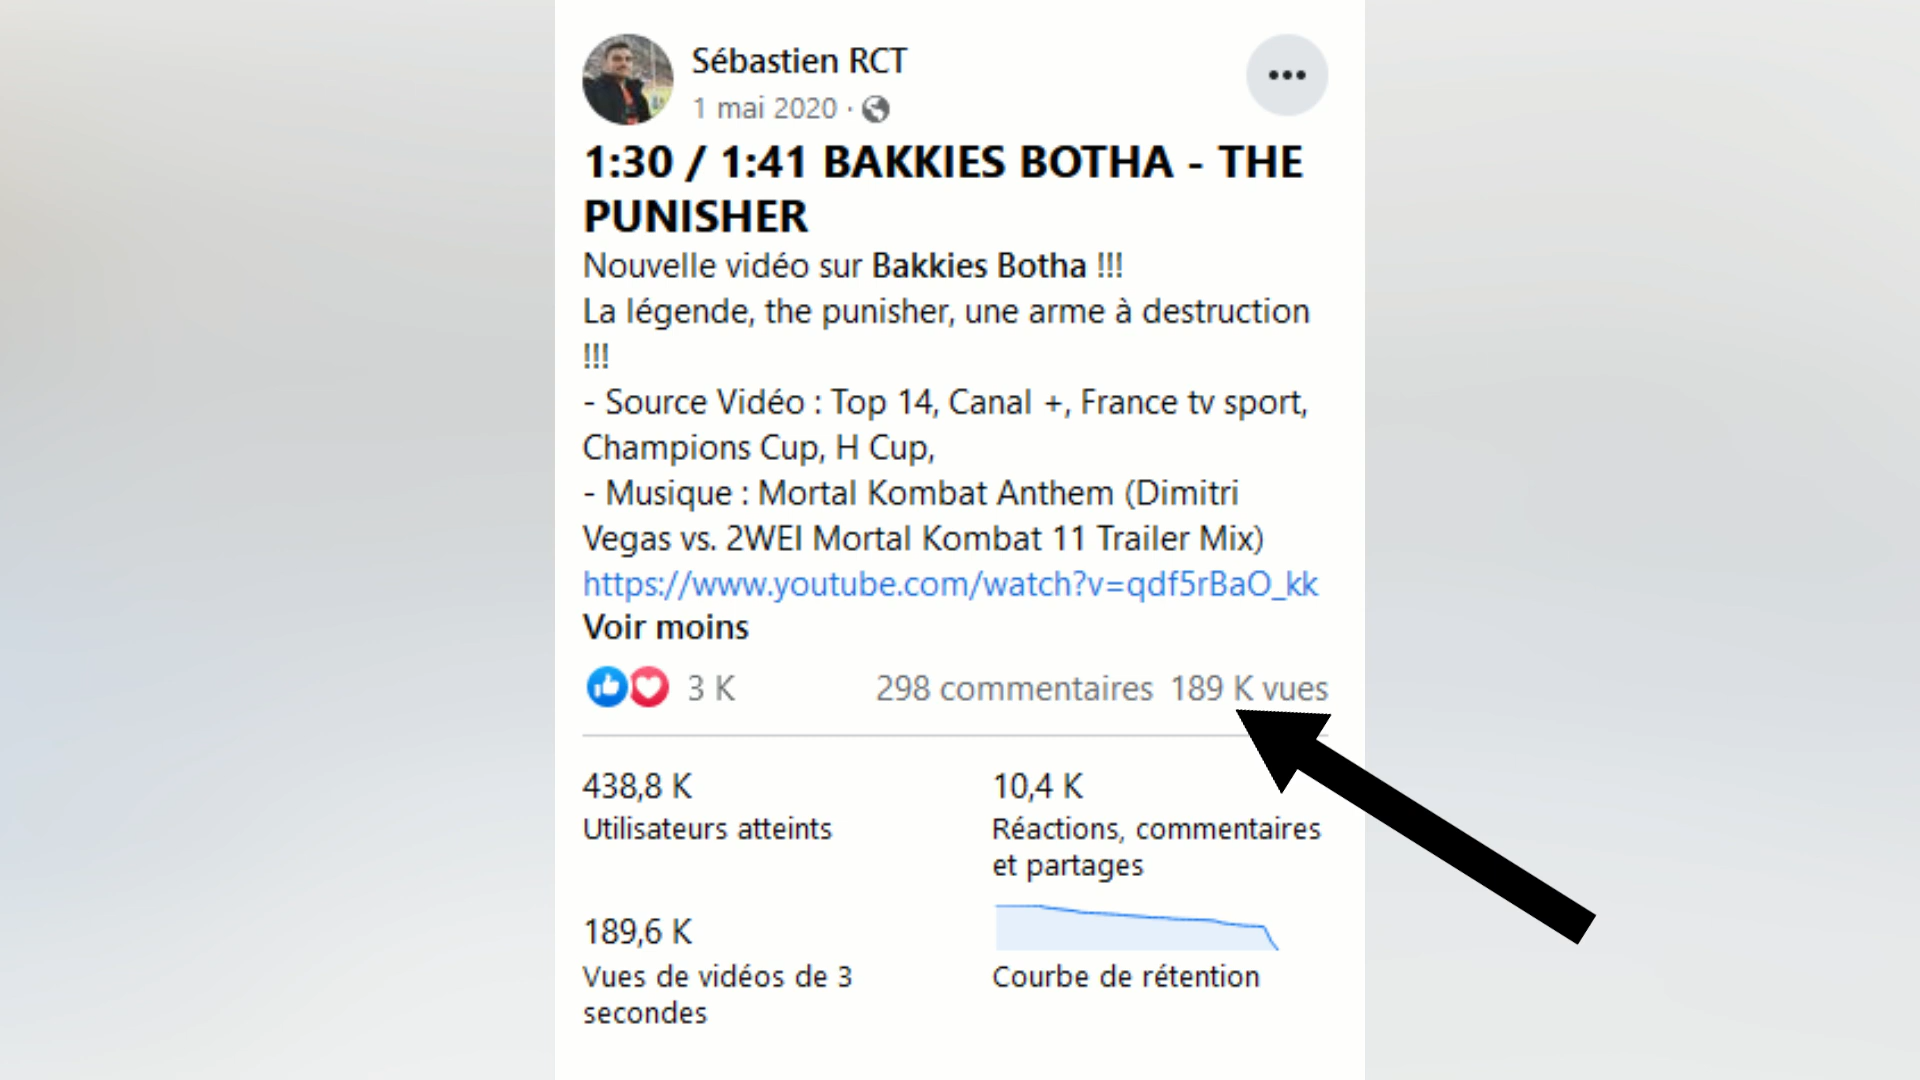 Sébastien RCT
1 mai 2020 ·
1:30 / 1:41 BAKKIES BOTHA - THE
PUNISHER
Nouvelle vidéo sur Bakkies Botha !!!
La légende, the punisher, une arme à destruction
!!!
- Source Vidéo : Top 14, Canal +, France tv sport,
Champions Cup, H Cup,
- Musique : Mortal Kombat Anthem (Dimitri
Vegas vs. 2WEI Mortal Kombat 11 Trailer Mix)
https://www.youtube.com/watch?v=qdf5rBaO_kk
Voir moins
3 K 298 commentaires 189 K vues
438,8 K
Utilisateurs atteints
10,4 K
Réactions, commentaires
et partages
189,6 K
Vues de vidéos de 3
secondes
Courbe de rétention